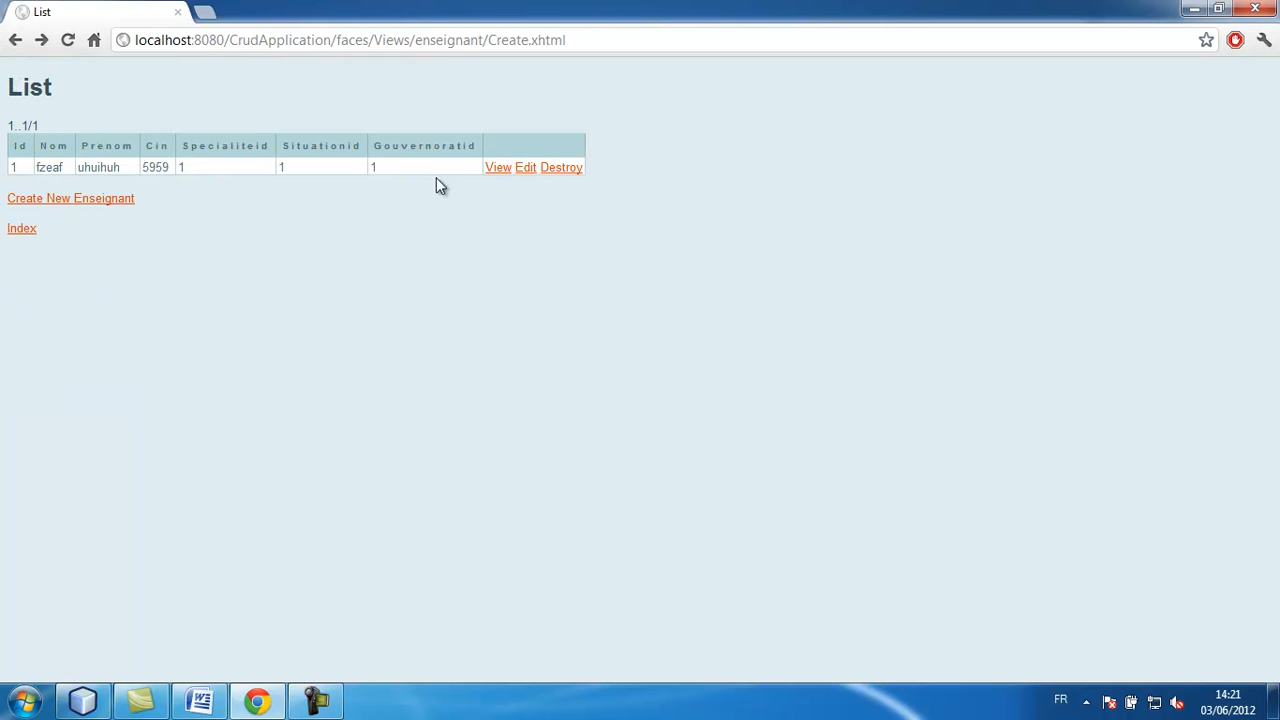 List
localhost:8080/CrudApplication/faces/Views/enseignant/Create.xhtml
List
1..1/1
Id Nom Prenom Cin Specialiteid Situationid Gouvernoratid
1 fzeaf uhuihuh 5959 1 1 1 View Edit Destroy
Create New Enseignant
Index
FR
14:21
03/06/2012